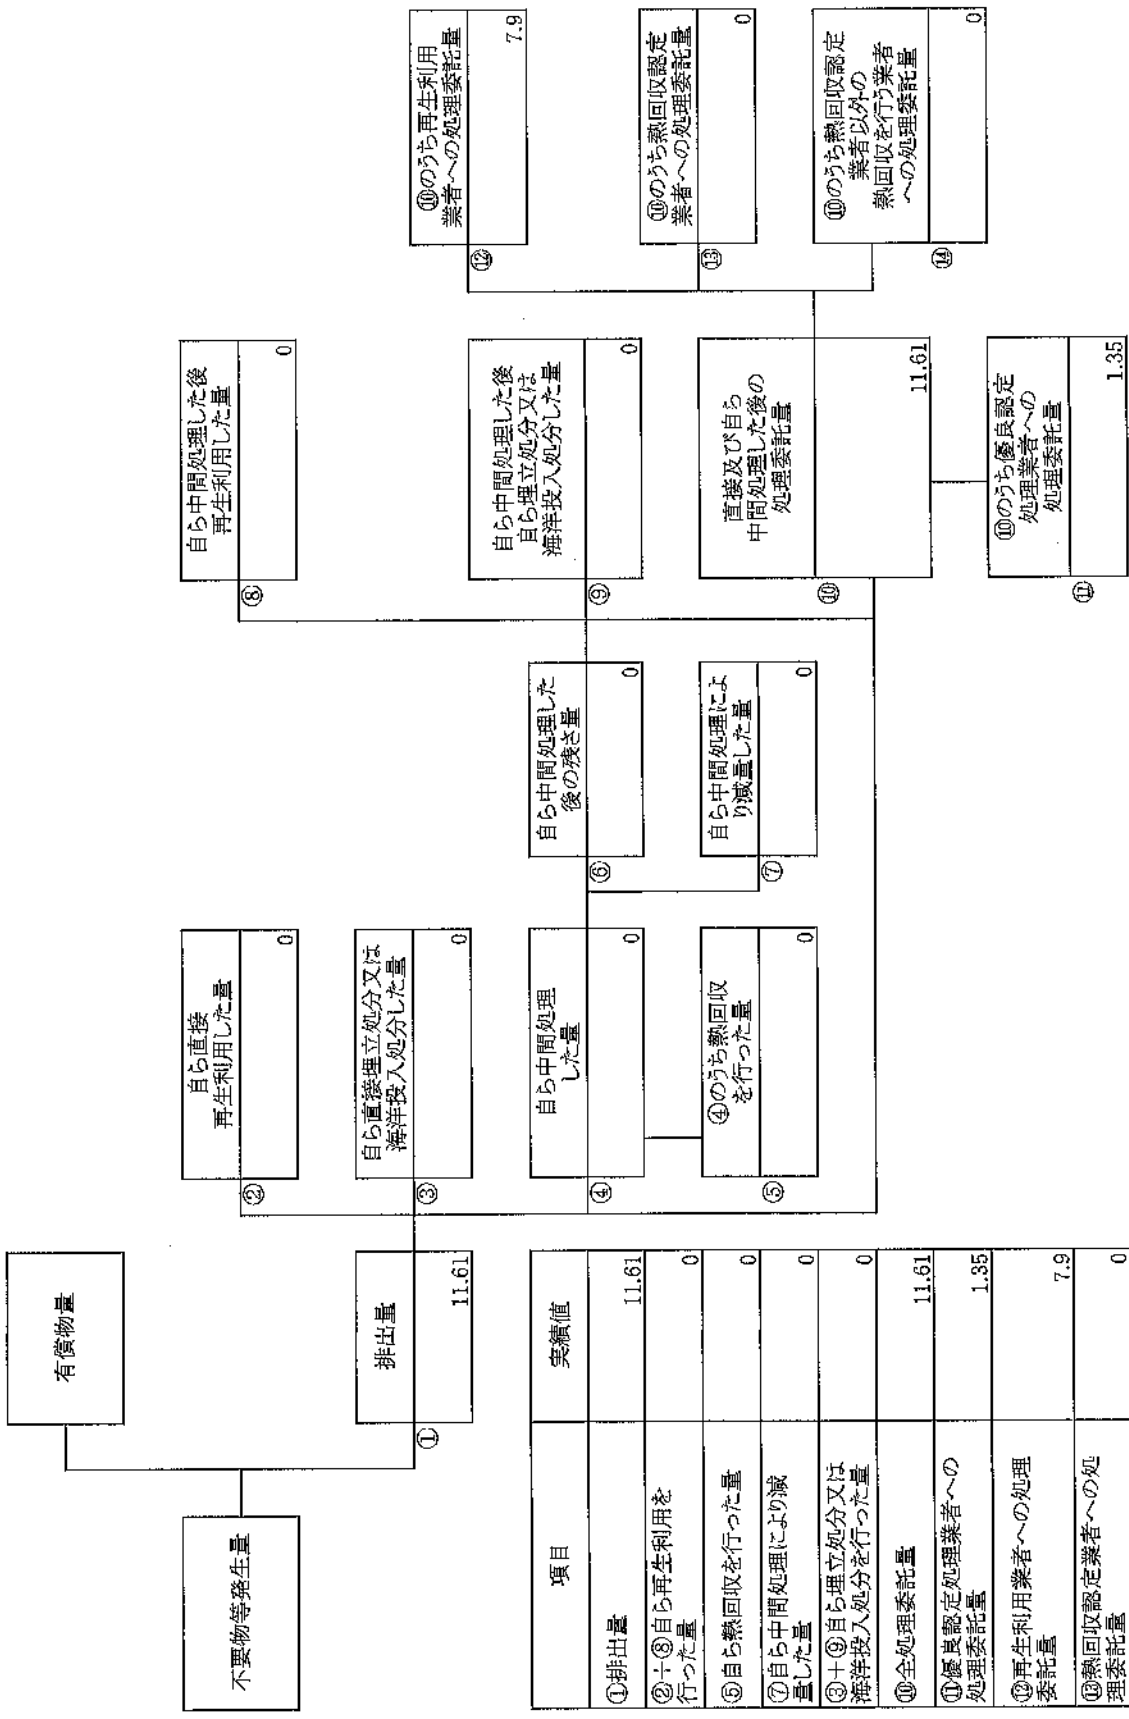 不要物等発生量
有償物量
①
排出量
11.61
②
自ら直接
再生利用した量
0
③
自ら直接埋立処分又は
海洋投入処分した量
0
④
自ら中間処理
した量
0
⑤
④のうち熱回収
を行った量
0
⑥
自ら中間処理した
後の残さ量
0
⑦
自ら中間処理によ
り減量した量
0
⑧
自ら中間処理した後
再生利用した量
0
⑨
自ら中間処理した後
自ら埋立処分又は
海洋投入処分した量
0
⑩
直接及び自ら
中間処理した後の
処理委託量
11.61
⑪
⑩のうち優良認定
処理業者への
処理委託量
1.35
⑫
⑩のうち再生利用
業者への処理委託量
7.9
⑬
⑩のうち熱回収認定
業者への処理委託量
0
⑭
⑩のうち熱回収認定
業者以外の
熱回収を行う業者
への処理委託量
0
項目 実績値
①排出量 11.61
②+⑧自ら再生利用を
行った量 0
⑤自ら熱回収を行った量 0
⑦自ら中間処理により減
量した量 0
③+⑨自ら埋立処分又は
海洋投入処分を行った量 0
⑩全処理委託量 11.61
⑪優良認定処理業者への
処理委託量 1.35
⑫再生利用業者への処理
委託量 7.9
⑬熱回収認定業者への処
理委託量 0